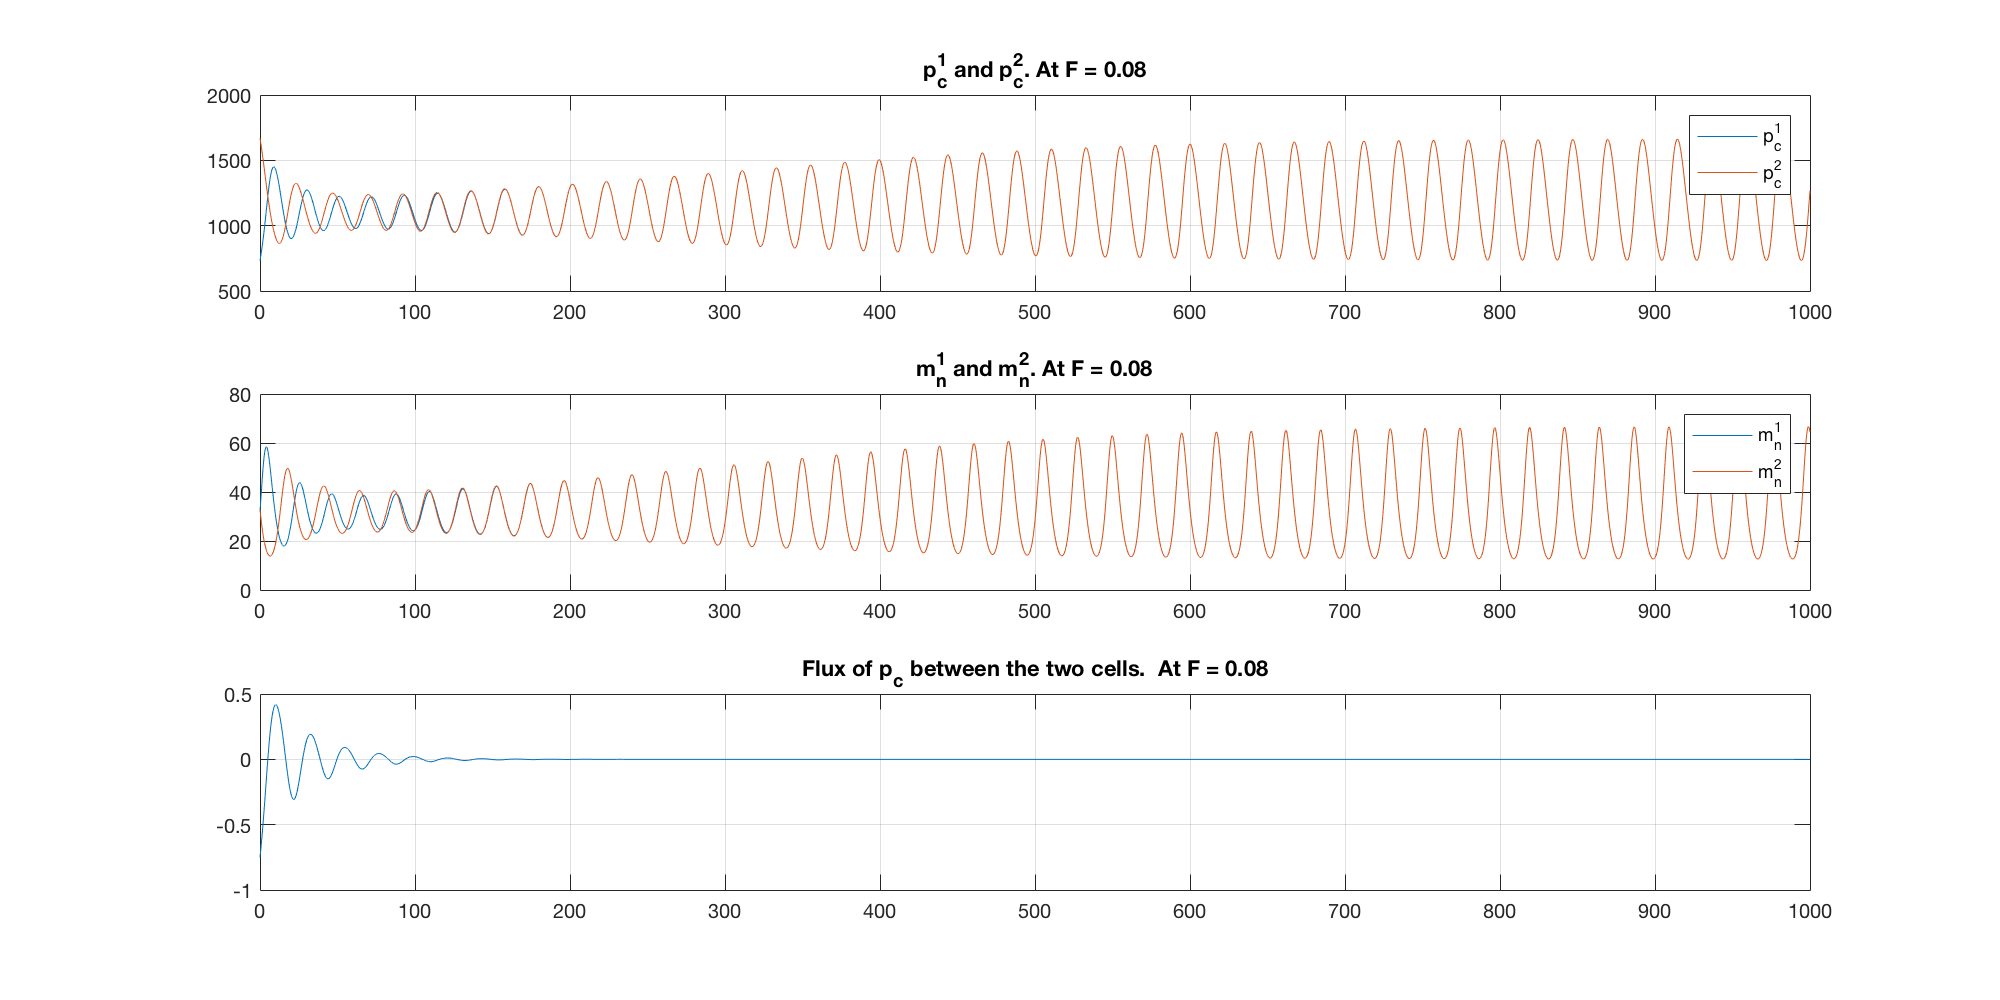 p_c^1 and p_c^2. At F = 0.08
2000
1500
1000
500
0 100 200 300 400 500 600 700 800 900 1000
p_c^1
p_c^2
m_n^1 and m_n^2. At F = 0.08
80
60
40
20
0
0 100 200 300 400 500 600 700 800 900 1000
m_n^1
m_n^2
Flux of p_c between the two cells.  At F = 0.08
0.5
0
-0.5
-1
0 100 200 300 400 500 600 700 800 900 1000